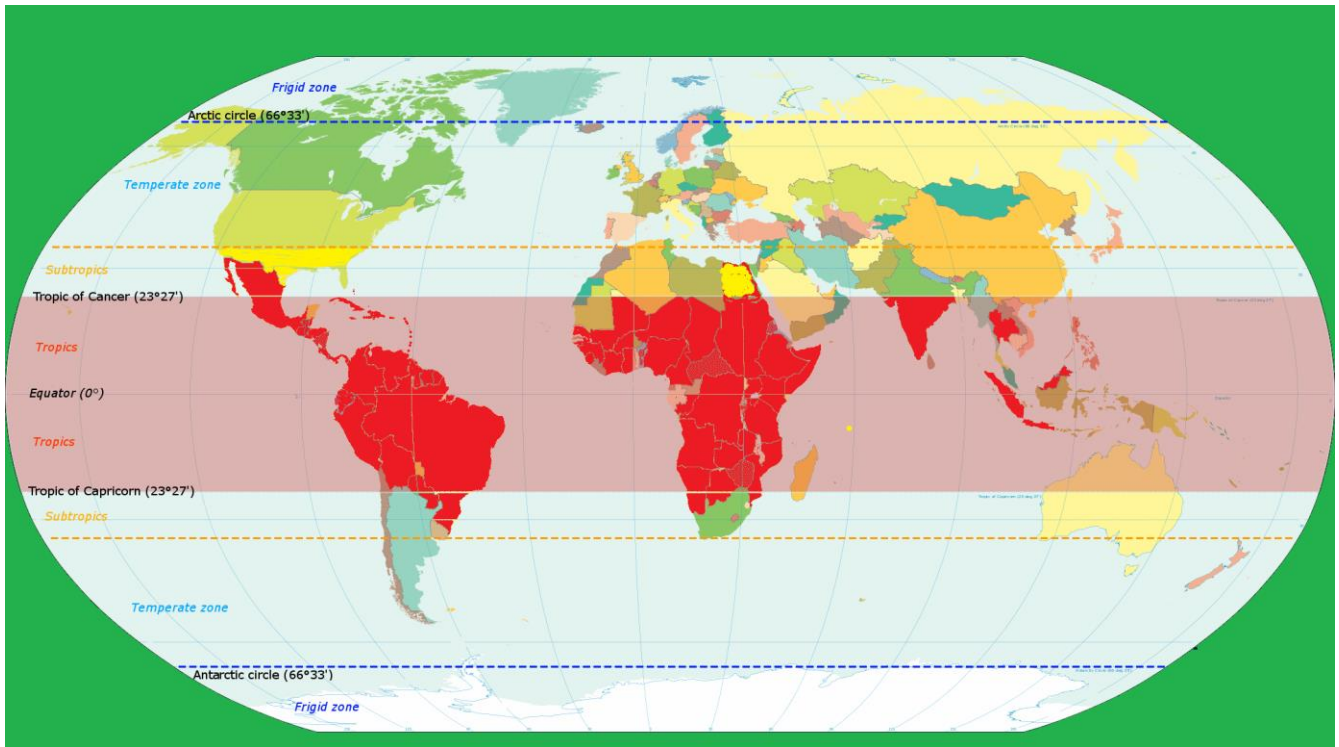 Frigid zone
Arctic circle (66°33')
Temperate zone
Subtropics
Tropic of Cancer (23°27')
Tropics
Equator (0°)
Equator
Tropics
Tropic of Capricorn (23°27')
Subtropics
Temperate zone
Antarctic circle (66°33')
Frigid zone